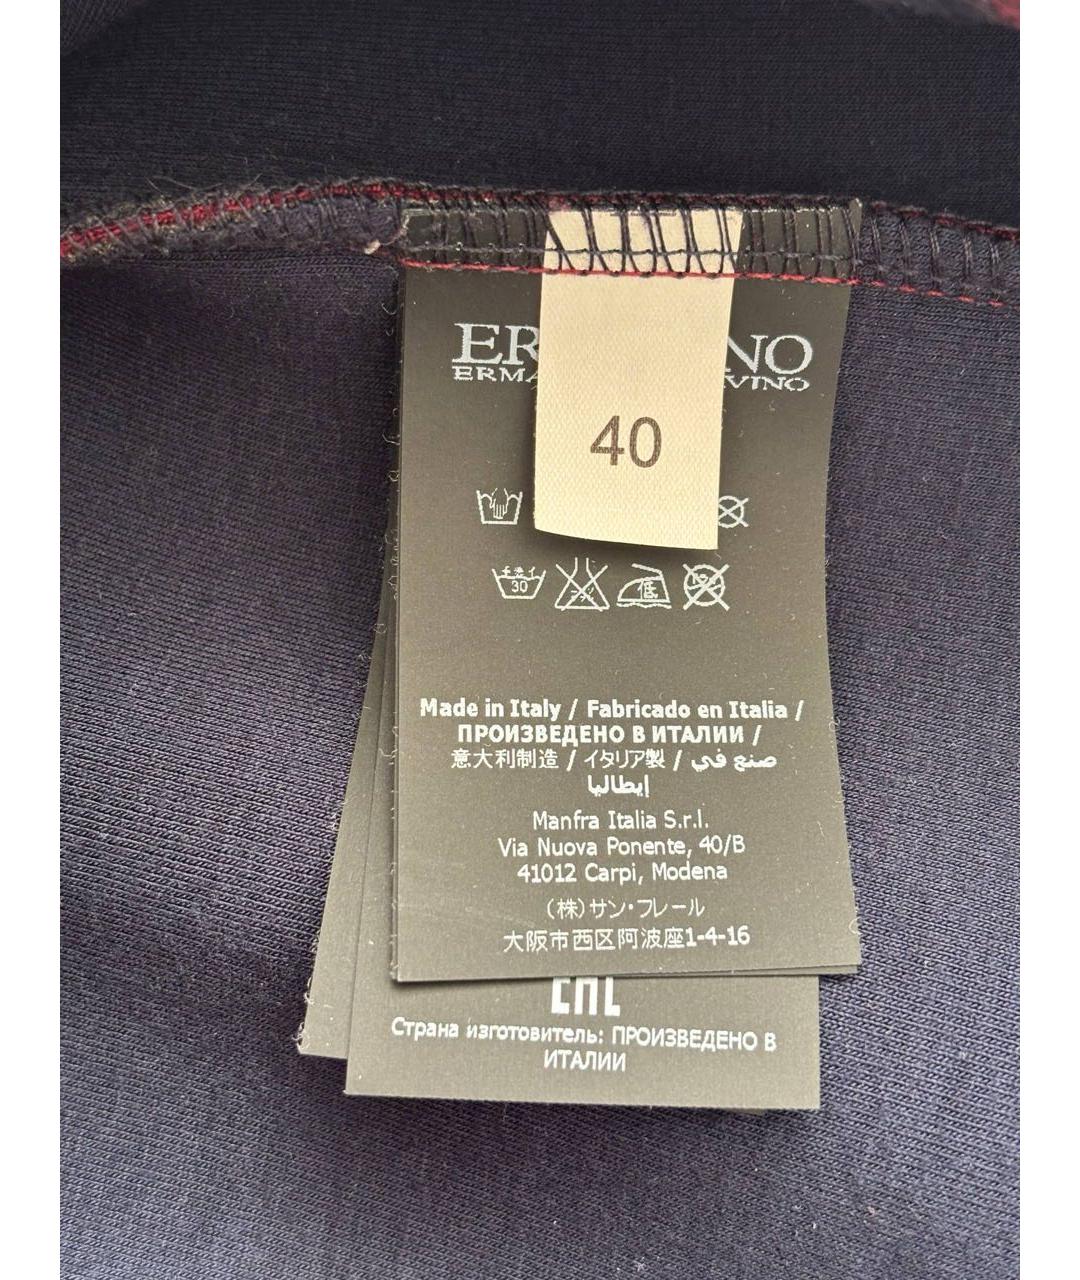 40
Made in Italy / Fabricado en Italia /
ПРОИЗВЕДЕНО В ИТАЛИИ /
意大利制造 / イタリア製 / صنع في
إيطاليا
Manfra Italia S.r.l.
Via Nuova Ponente, 40/B
41012 Carpi, Modena
(株)サン・フレール
大阪市西区阿波座1-4-16
EAC
Страна изготовитель: ПРОИЗВЕДЕНО В
ИТАЛИИ